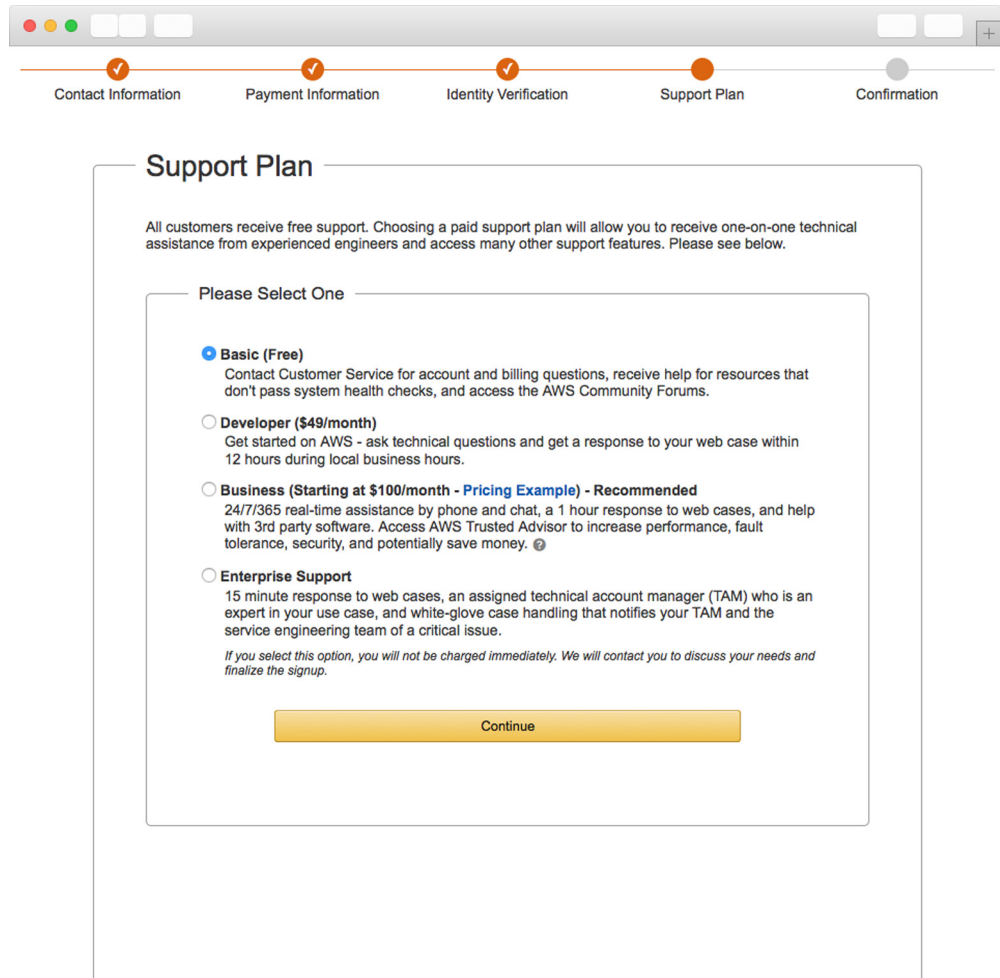 Contact Information
Payment Information
Identity Verification
Support Plan
Confirmation
Support Plan
All customers receive free support. Choosing a paid support plan will allow you to receive one-on-one technical
assistance from experienced engineers and access many other support features. Please see below.
Please Select One
Basic (Free)
Contact Customer Service for account and billing questions, receive help for resources that
don't pass system health checks, and access the AWS Community Forums.
Developer ($49/month)
Get started on AWS - ask technical questions and get a response to your web case within
12 hours during local business hours.
Business (Starting at $100/month - Pricing Example) - Recommended
24/7/365 real-time assistance by phone and chat, a 1 hour response to web cases, and help
with 3rd party software. Access AWS Trusted Advisor to increase performance, fault
tolerance, security, and potentially save money. ?
Enterprise Support
15 minute response to web cases, an assigned technical account manager (TAM) who is an
expert in your use case, and white-glove case handling that notifies your TAM and the
service engineering team of a critical issue.
If you select this option, you will not be charged immediately. We will contact you to discuss your needs and
finalize the signup.
Continue